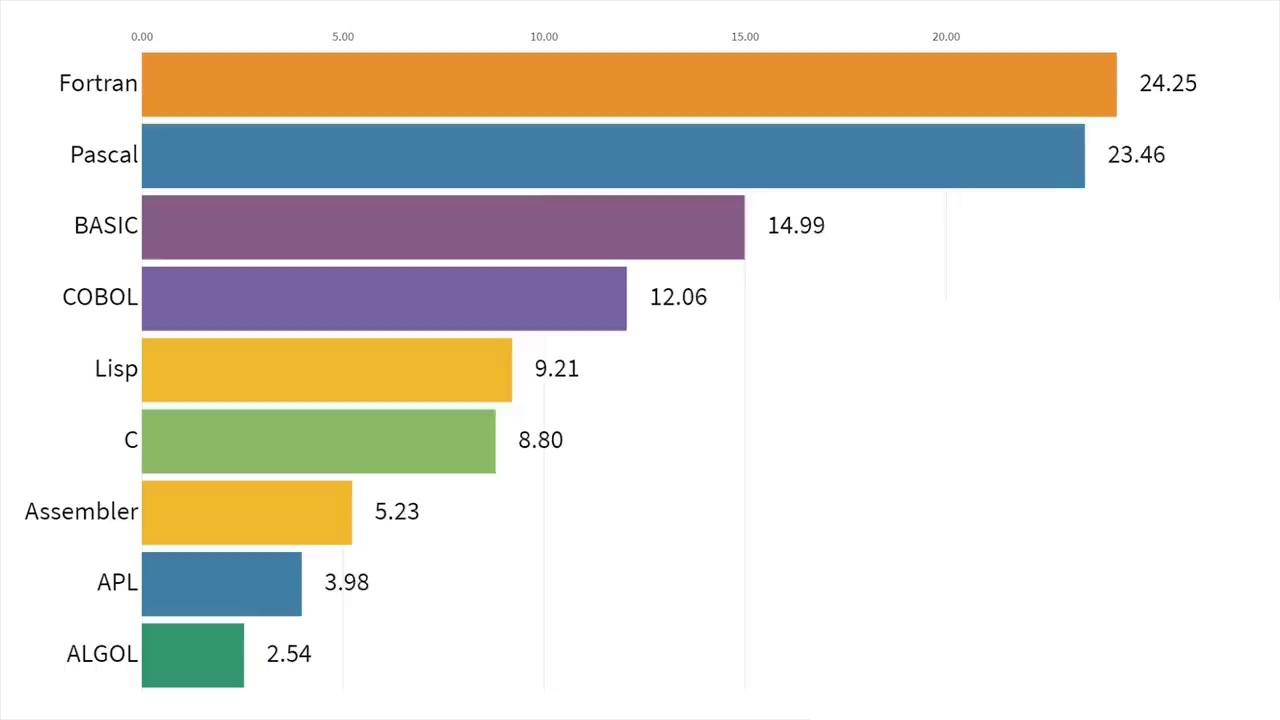 0.00 5.00 10.00 15.00 20.00
Fortran 24.25
Pascal 23.46
BASIC 14.99
COBOL 12.06
Lisp 9.21
C 8.80
Assembler 5.23
APL 3.98
ALGOL 2.54